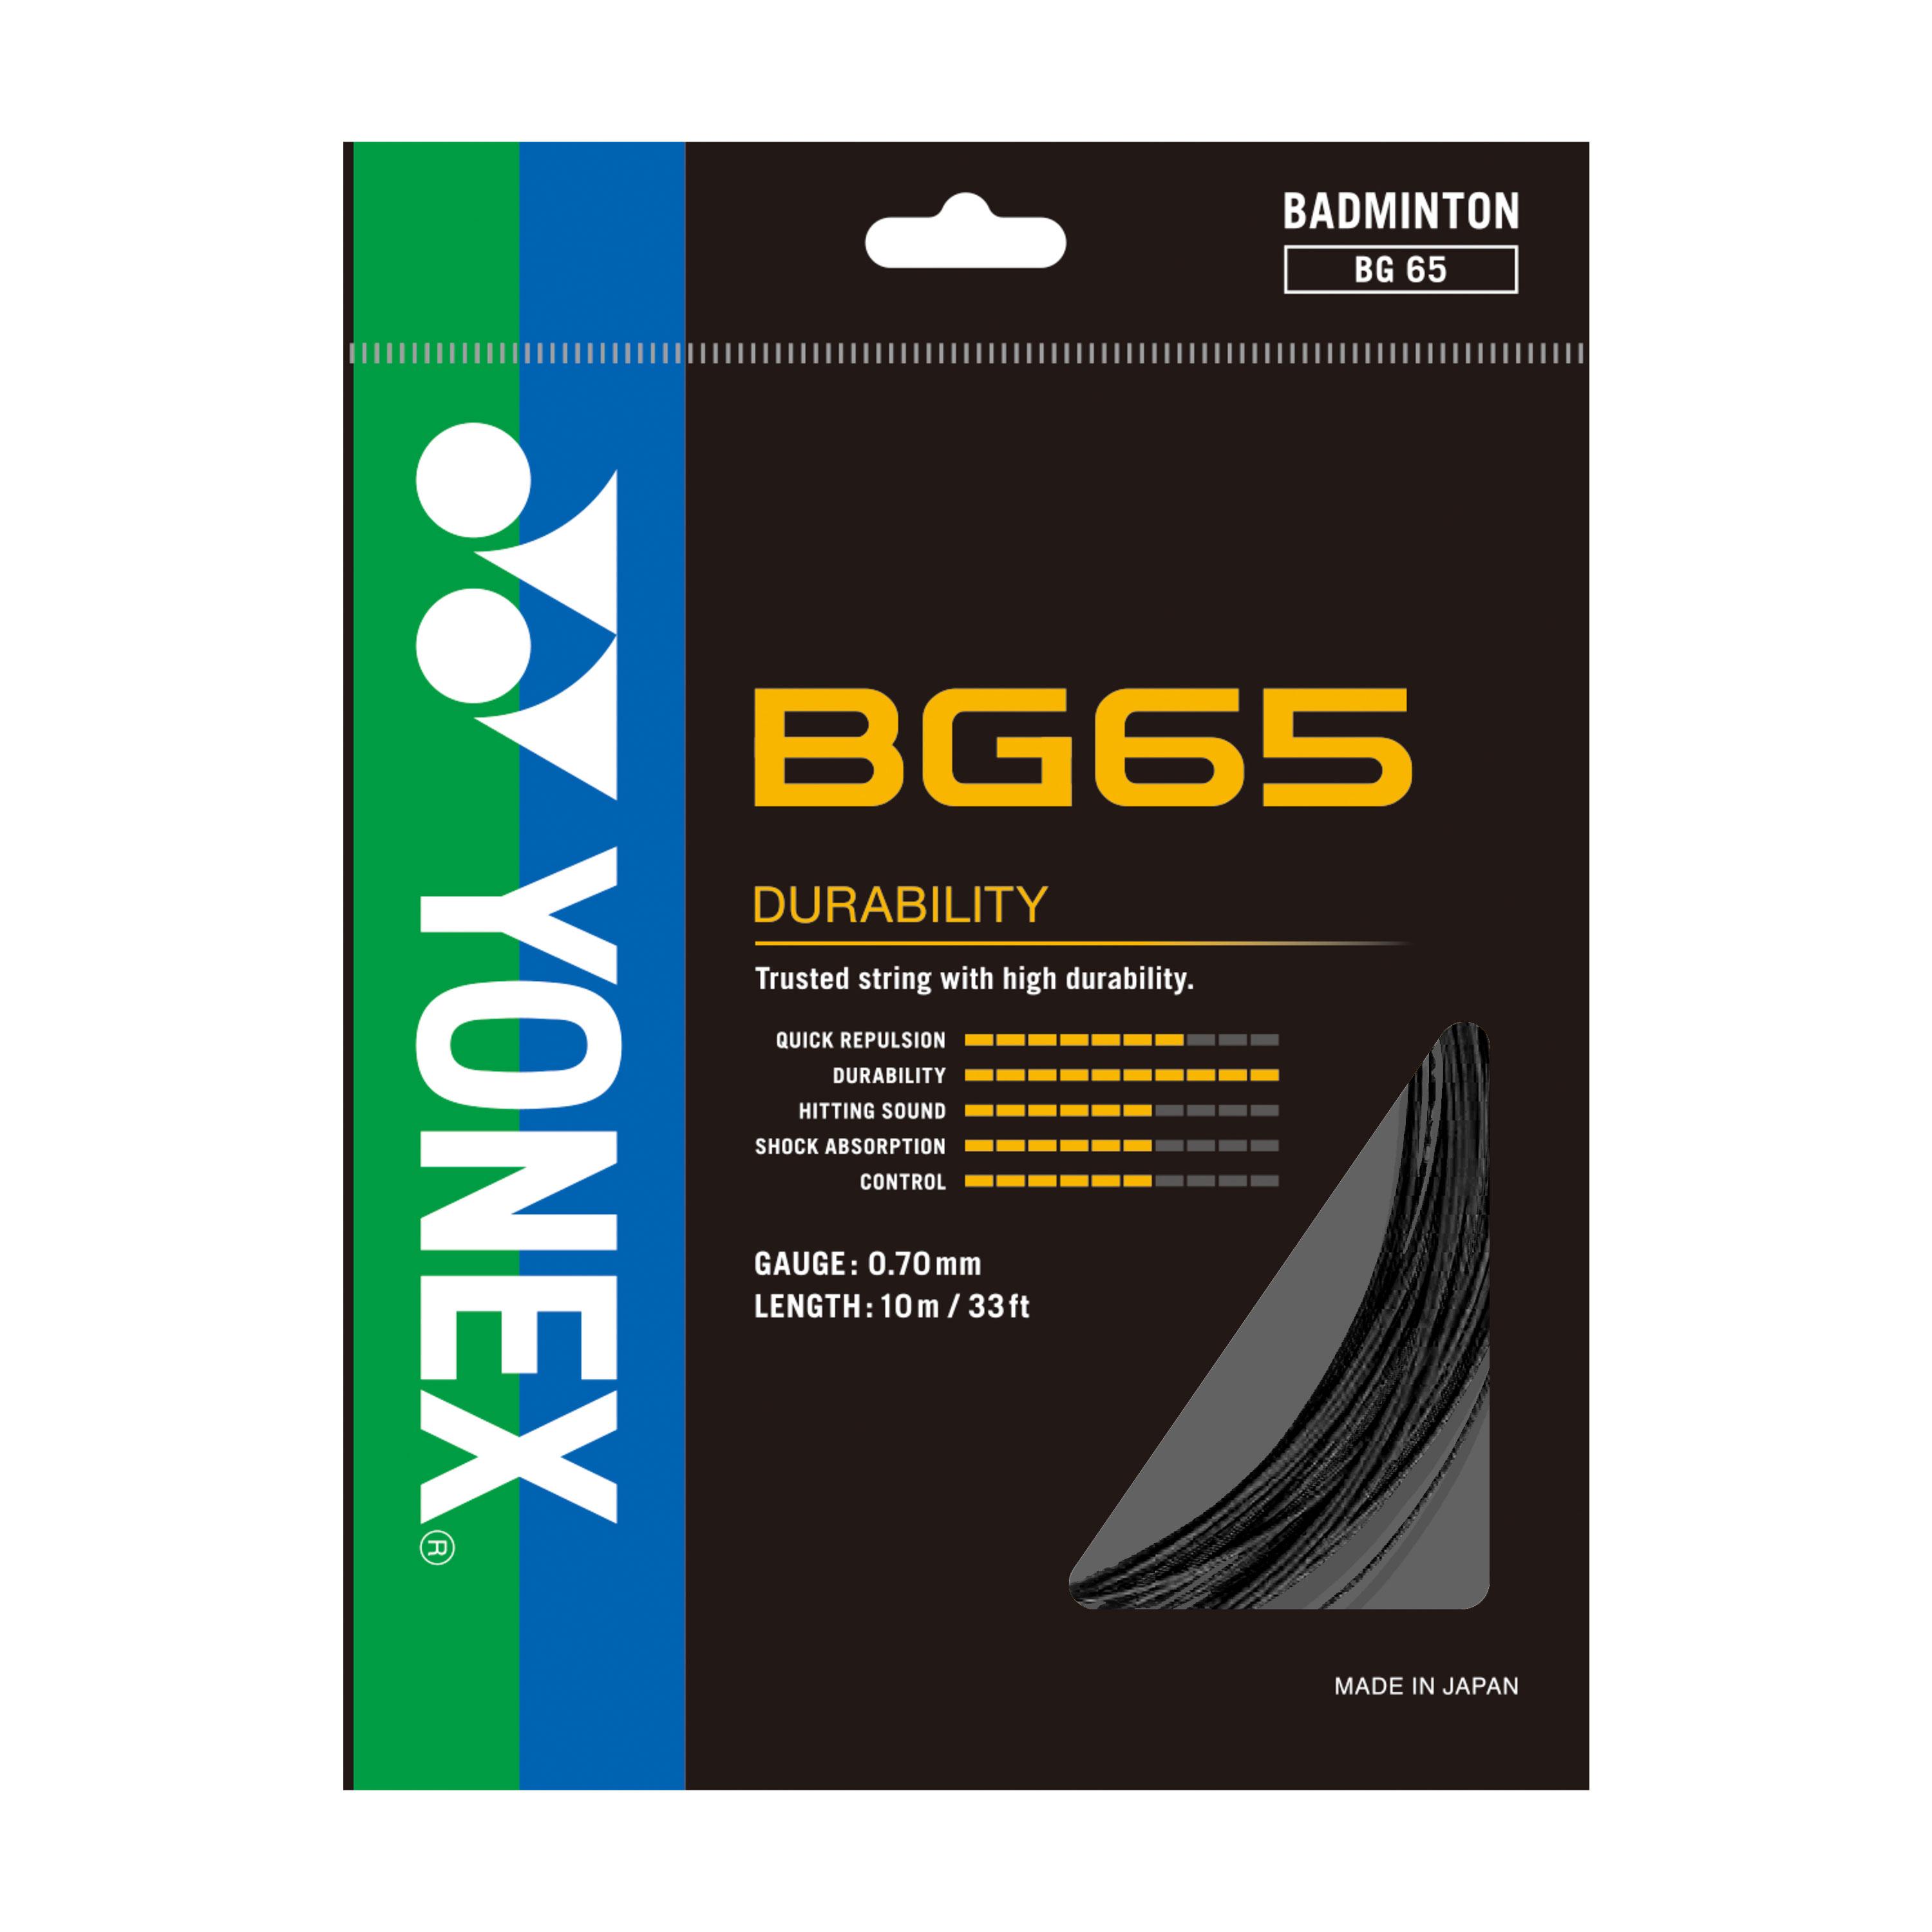 BADMINTON
BG 65
YONEX®
BG65
DURABILITY
Trusted string with high durability.
QUICK REPULSION
DURABILITY
HITTING SOUND
SHOCK ABSORPTION
CONTROL
GAUGE: 0.70mm
LENGTH: 10m / 33ft
MADE IN JAPAN